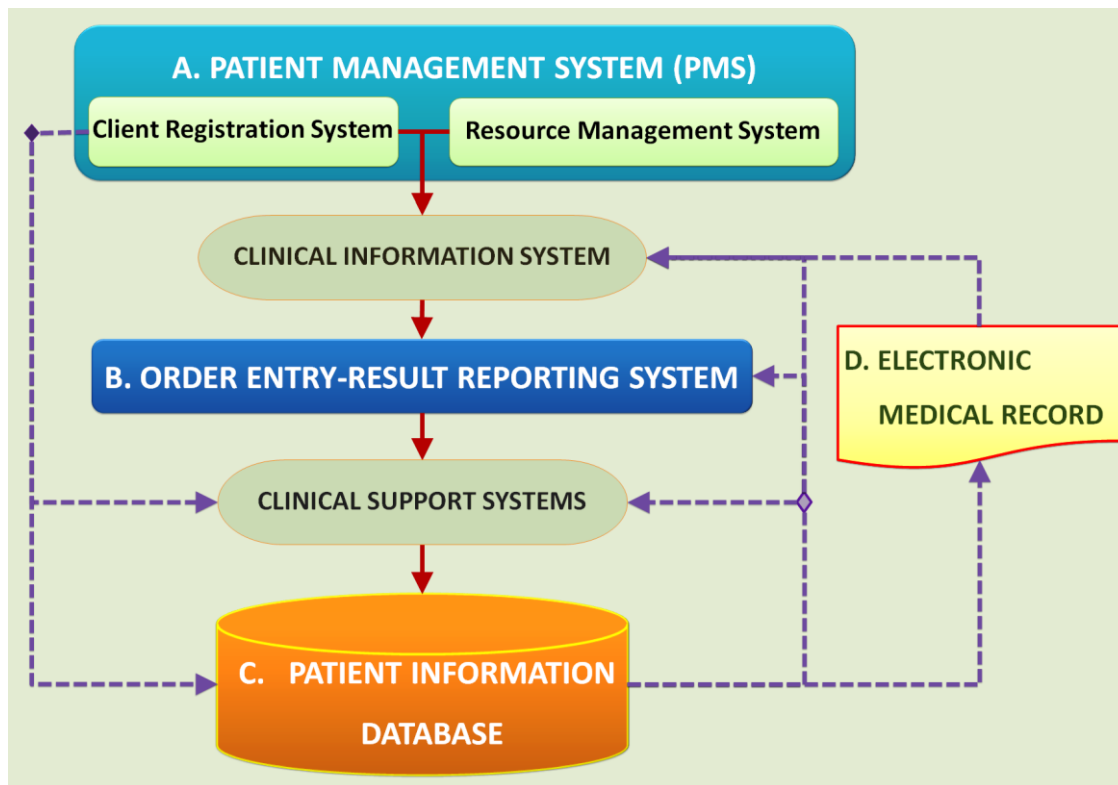 A. PATIENT MANAGEMENT SYSTEM (PMS)
Client Registration System
Resource Management System
CLINICAL INFORMATION SYSTEM
B. ORDER ENTRY-RESULT REPORTING SYSTEM
D. ELECTRONIC
MEDICAL RECORD
CLINICAL SUPPORT SYSTEMS
C. PATIENT INFORMATION
DATABASE